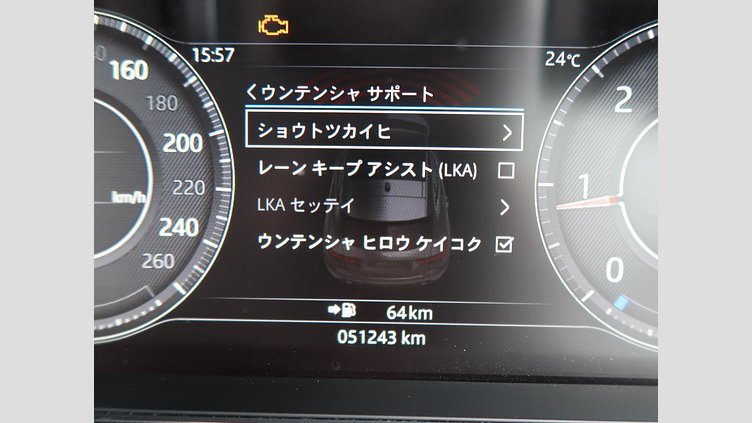 15:57
24℃
160
180
200
220
240
260
km/h
ウンテンシャ サポート
ショウトツカイヒ
レーン キープ アシスト (LKA)
LKA セッテイ
ウンテンシャ ヒロウ ケイコク
2
1
0
64 km
051243 km